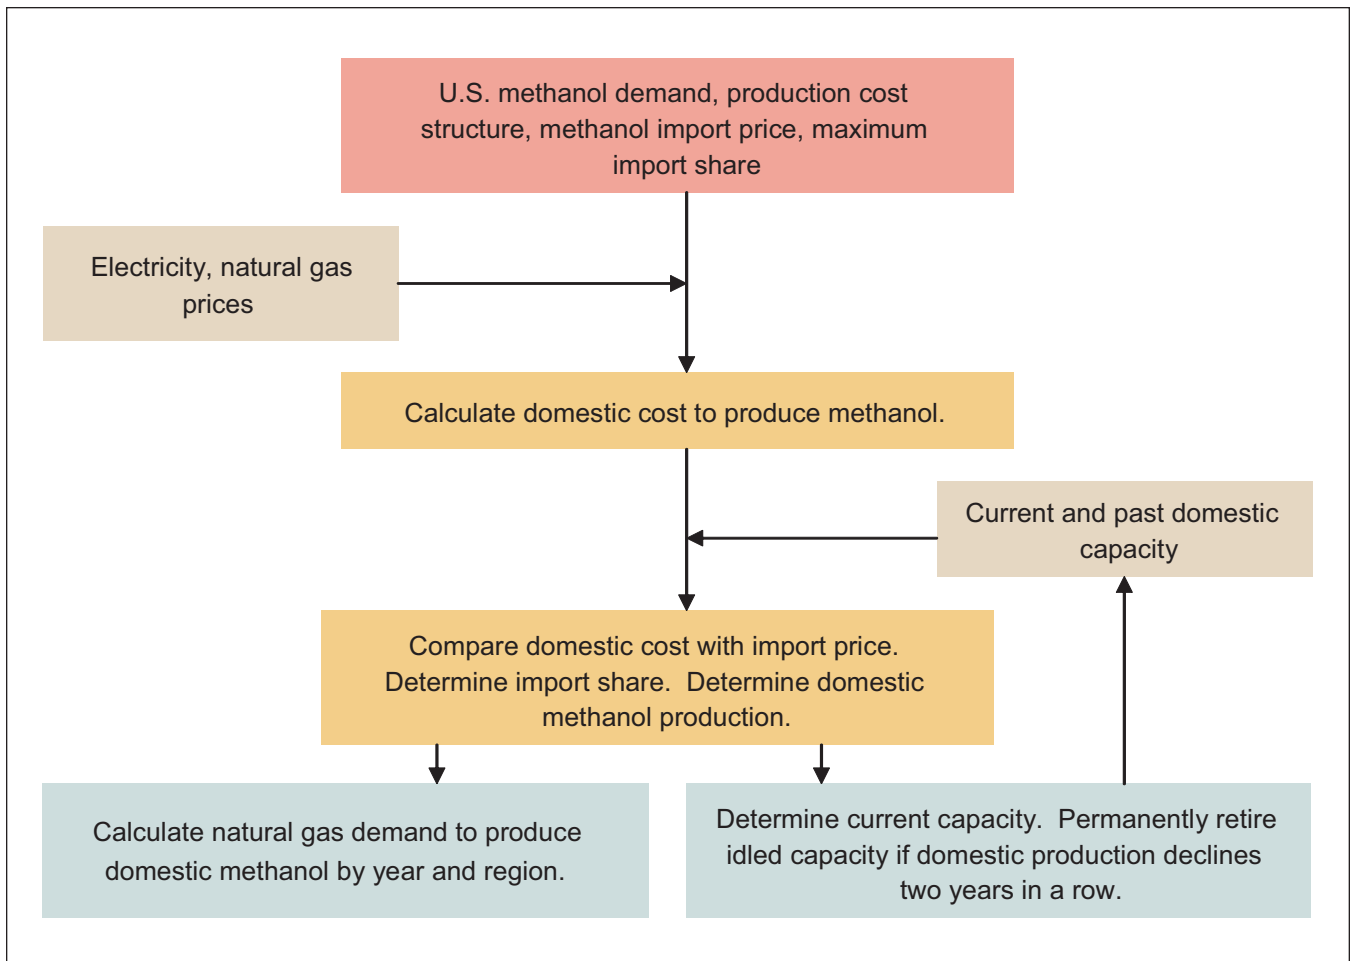 U.S. methanol demand, production cost
structure, methanol import price, maximum
import share
Electricity, natural gas
prices
Calculate domestic cost to produce methanol.
Current and past domestic
capacity
Compare domestic cost with import price.
Determine import share.  Determine domestic
methanol production.
Calculate natural gas demand to produce
domestic methanol by year and region.
Determine current capacity.  Permanently retire
idled capacity if domestic production declines
two years in a row.